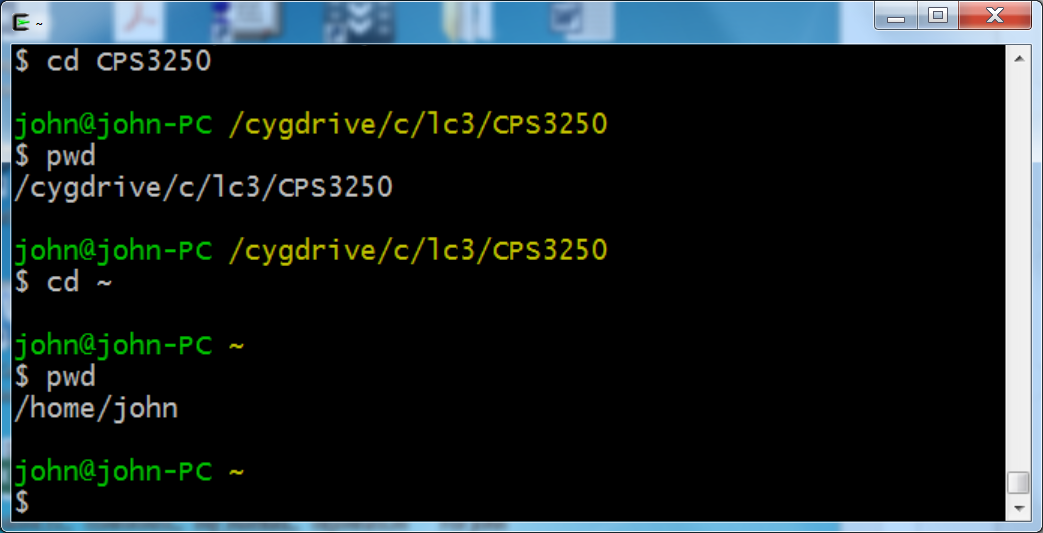 ~
$ cd CPS3250
john@john-PC /cygdrive/c/lc3/CPS3250
$ pwd
/cygdrive/c/lc3/CPS3250
john@john-PC /cygdrive/c/lc3/CPS3250
$ cd ~
john@john-PC ~
$ pwd
/home/john
john@john-PC ~
$